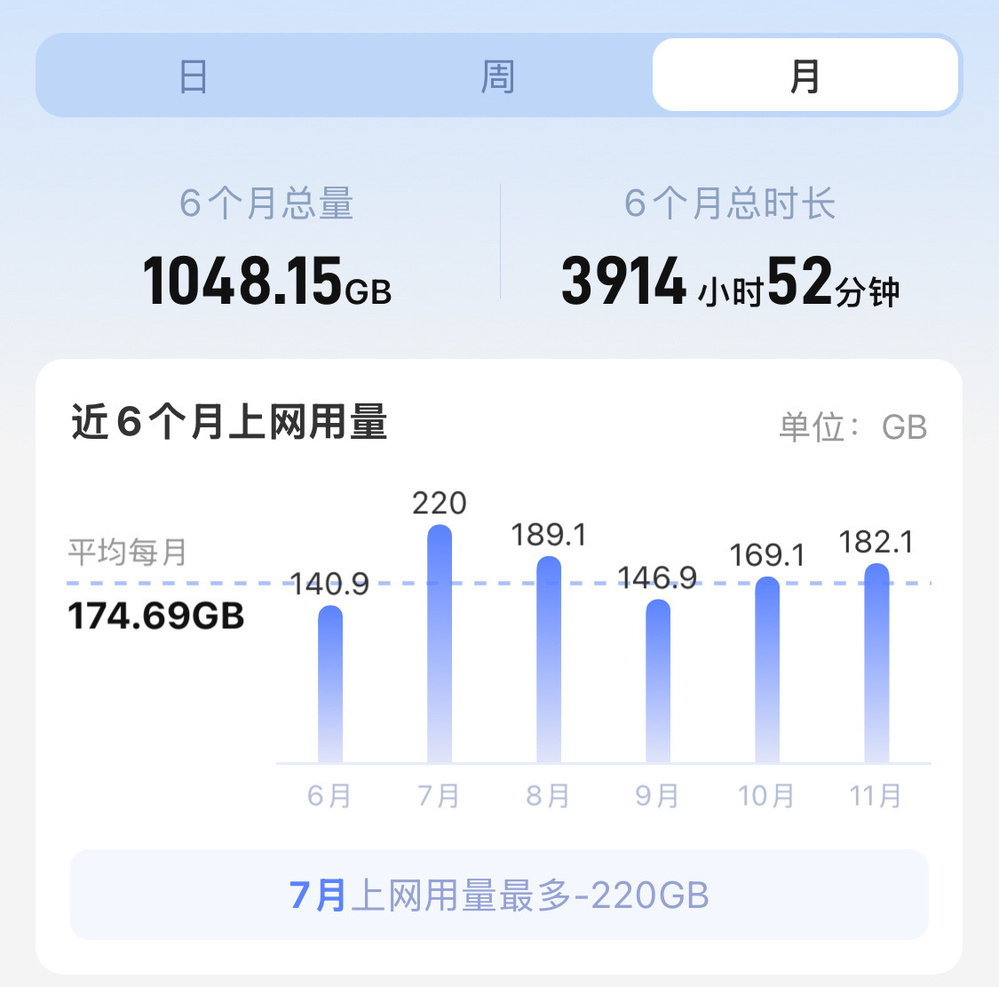 日 周 月
6个月总量 6个月总时长
1048.15GB 3914小时52分钟
近6个月上网用量 单位：GB
220
189.1
182.1
平均每月
169.1
140.9
146.9
174.69GB
6月 7月 8月 9月 10月 11月
7月上网用量最多-220GB